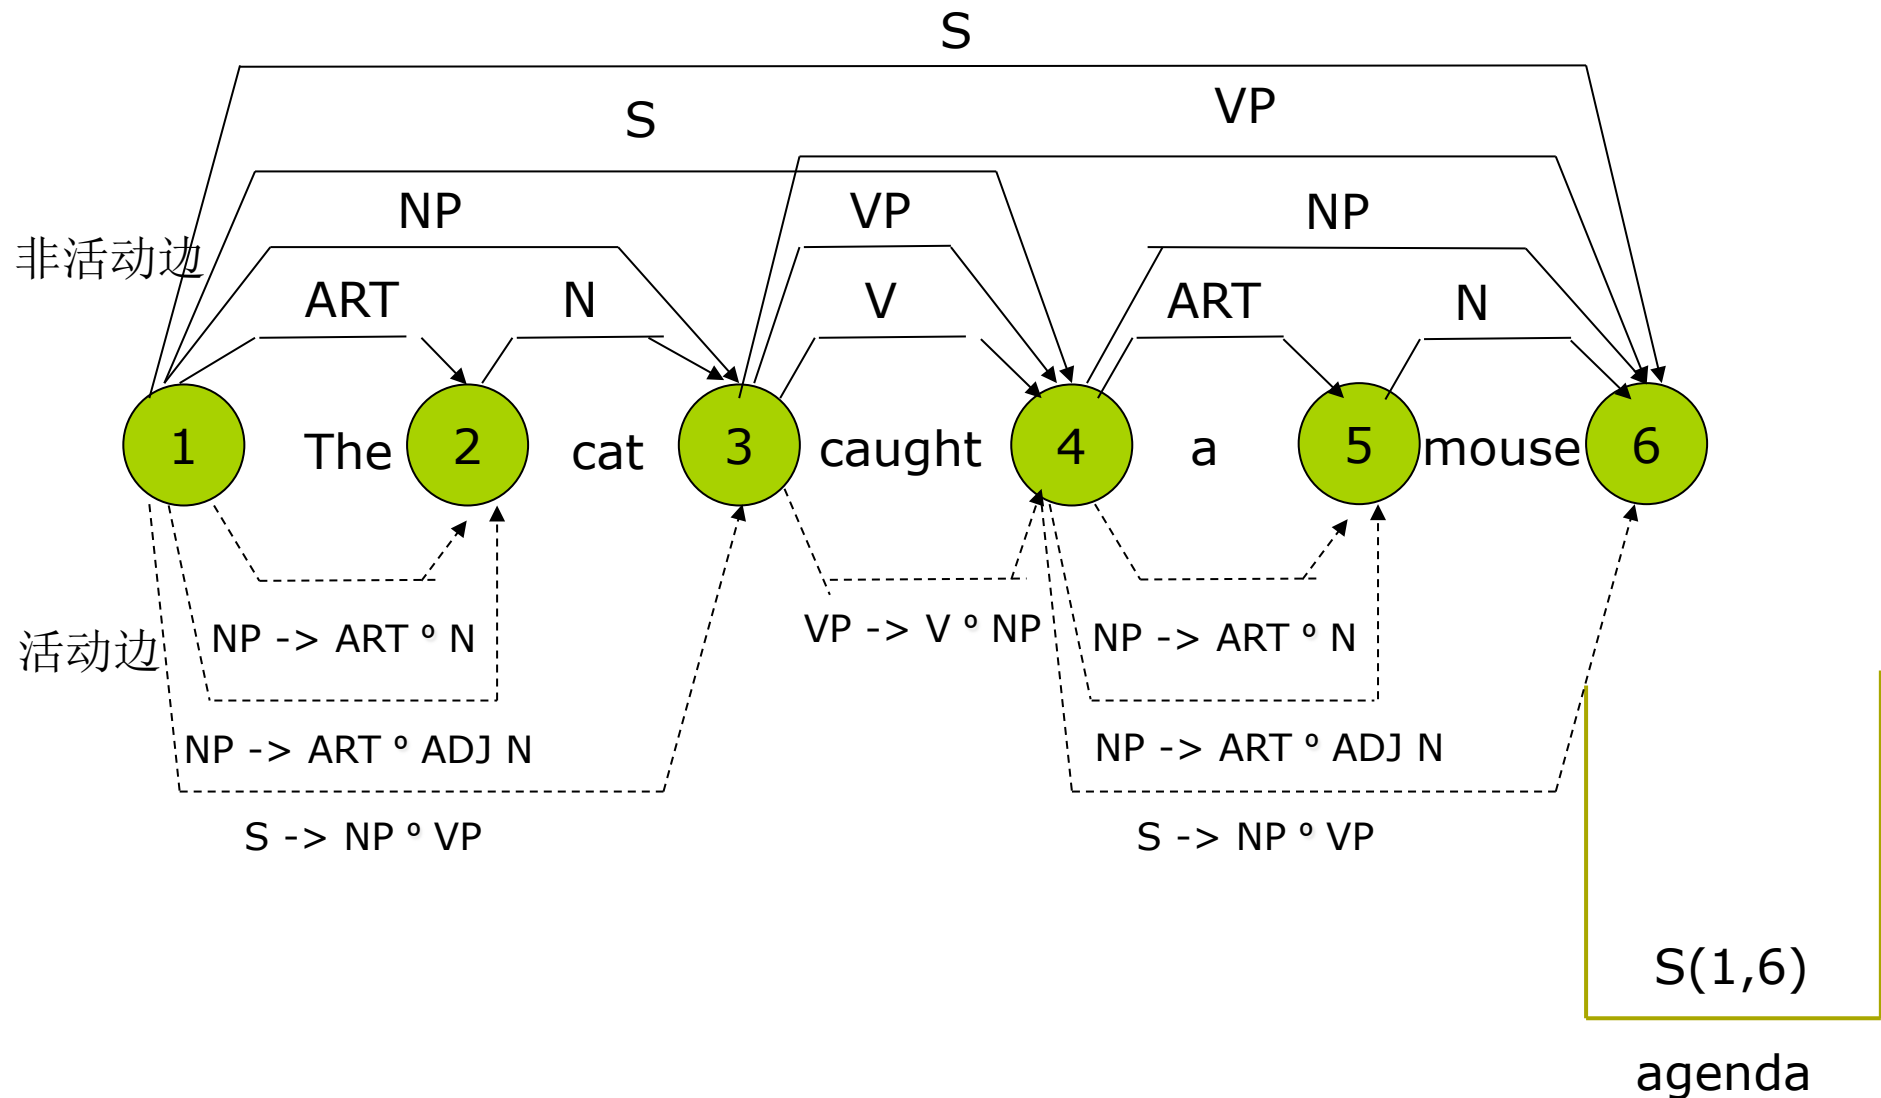 S
VP
S
NP VP NP
非活动边
ART N V ART N
1 The 2 cat 3 caught 4 a 5 mouse 6
NP -> ART º N VP -> V º NP NP -> ART º N
活动边
NP -> ART º ADJ N NP -> ART º ADJ N
S -> NP º VP S -> NP º VP
S(1,6)
agenda